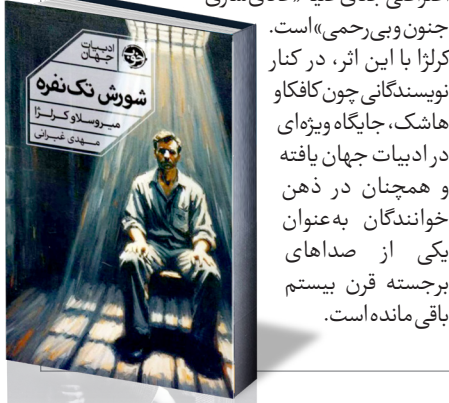 جنون و بی‌رحمی» است.
کرلژا با این اثر، در کنار
نویسندگانی چون کافکا و
هاشک، جایگاه ویژه‌ای
در ادبیات جهان یافته
و همچنان در ذهن
خوانندگان به‌عنوان
یکی از صداهای
برجسته قرن بیستم
باقی مانده است.
ادبیات
جهان
شورش تک‌نفره
میروسلاو کرلژا
مهدی غبرائی